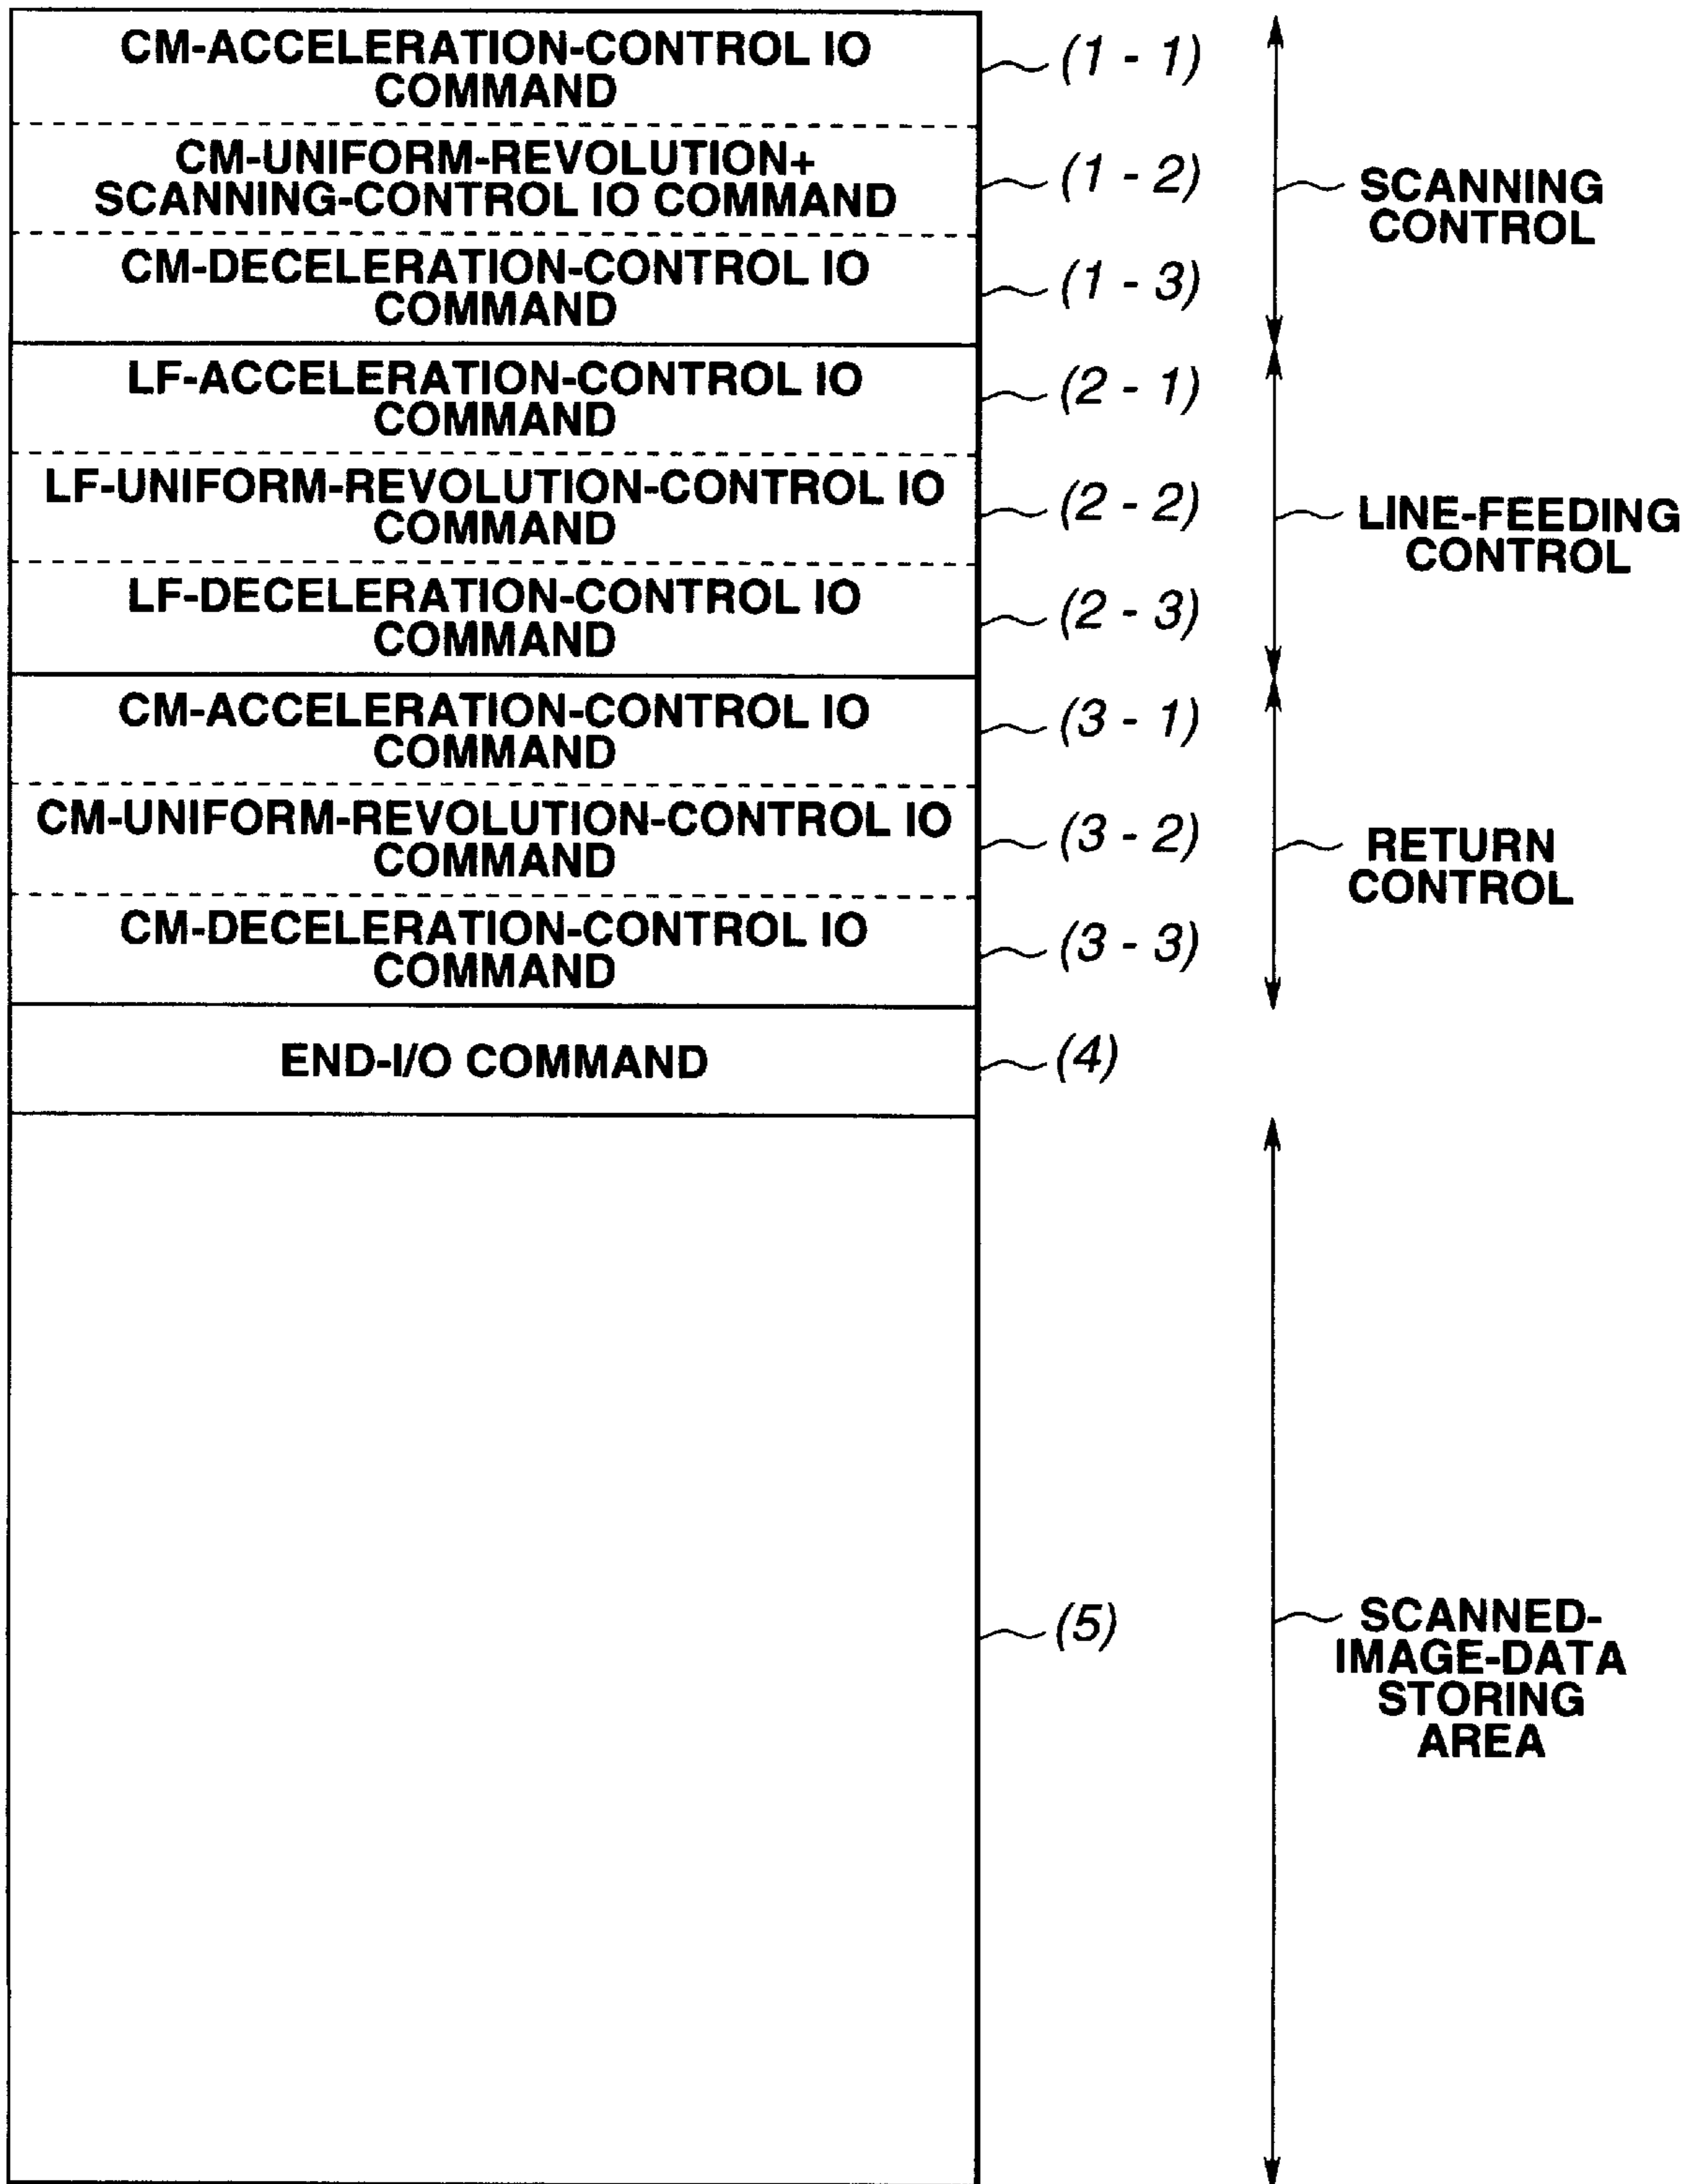 CM-ACCELERATION-CONTROL IO
COMMAND
(1 - 1)
CM-UNIFORM-REVOLUTION+
SCANNING-CONTROL IO COMMAND
(1 - 2)
CM-DECELERATION-CONTROL IO
COMMAND
(1 - 3)
SCANNING
CONTROL
LF-ACCELERATION-CONTROL IO
COMMAND
(2 - 1)
LF-UNIFORM-REVOLUTION-CONTROL IO
COMMAND
(2 - 2)
LF-DECELERATION-CONTROL IO
COMMAND
(2 - 3)
LINE-FEEDING
CONTROL
CM-ACCELERATION-CONTROL IO
COMMAND
(3 - 1)
CM-UNIFORM-REVOLUTION-CONTROL IO
COMMAND
(3 - 2)
CM-DECELERATION-CONTROL IO
COMMAND
(3 - 3)
RETURN
CONTROL
END-I/O COMMAND
(4)
(5)
SCANNED-
IMAGE-DATA
STORING
AREA